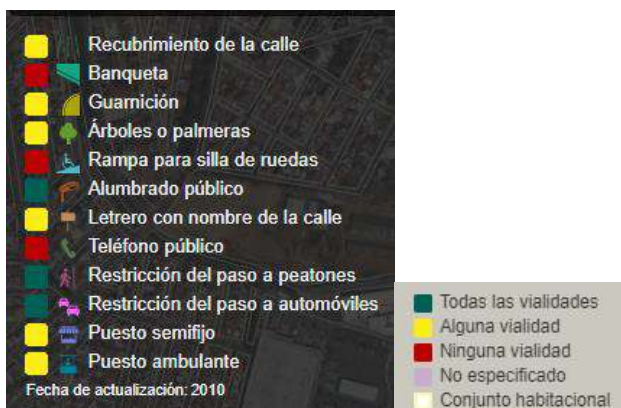 Recubrimiento de la calle
Banqueta
Guarnición
Árboles o palmeras
Rampa para silla de ruedas
Alumbrado público
Letrero con nombre de la calle
Teléfono público
Restricción del paso a peatones
Restricción del paso a automóviles
Puesto semifijo
Puesto ambulante
Fecha de actualización: 2010
Todas las vialidades
Alguna vialidad
Ninguna vialidad
No especificado
Conjunto habitacional